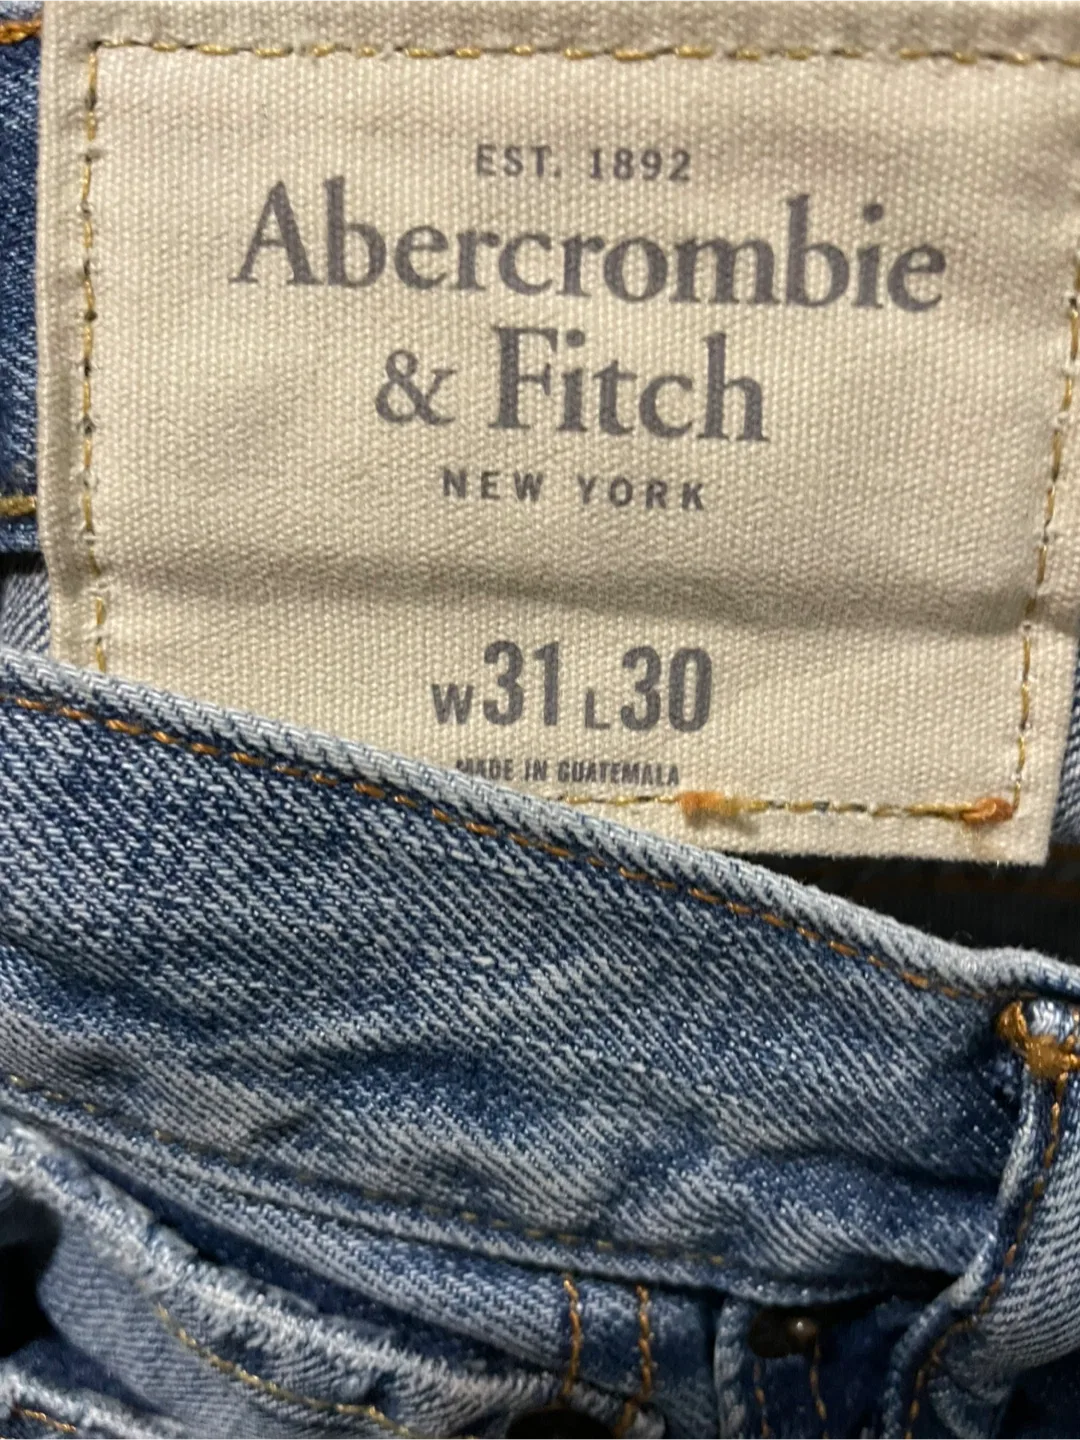 EST. 1892
Abercrombie
& Fitch
NEW YORK
W31 L30
MADE IN GUATEMALA